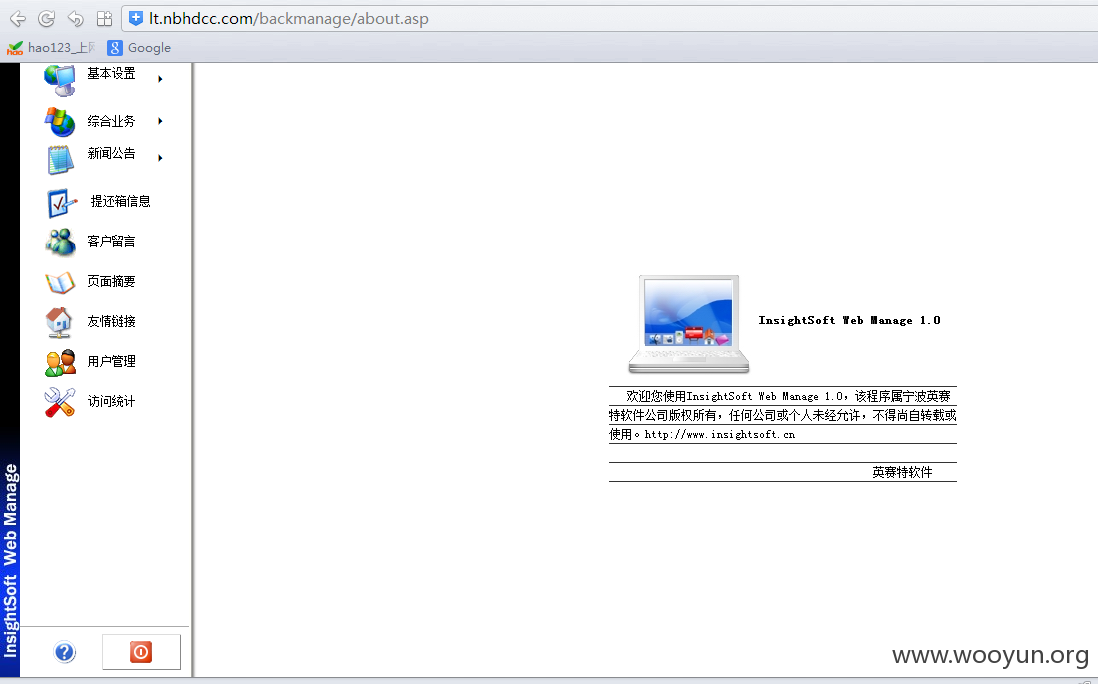 lt.nbhdcc.com/backmanage/about.asp
hao123_上网
Google
基本设置
综合业务
新闻公告
提还箱信息
客户留言
页面摘要
友情链接
用户管理
访问统计
InsightSoft Web Manage
InsightSoft Web Manage 1.0
欢迎您使用InsightSoft Web Manage 1.0，该程序属宁波英赛
特软件公司版权所有，任何公司或个人未经允许，不得尚自转载或
使用。http://www.insightsoft.cn
英赛特软件
www.wooyun.org